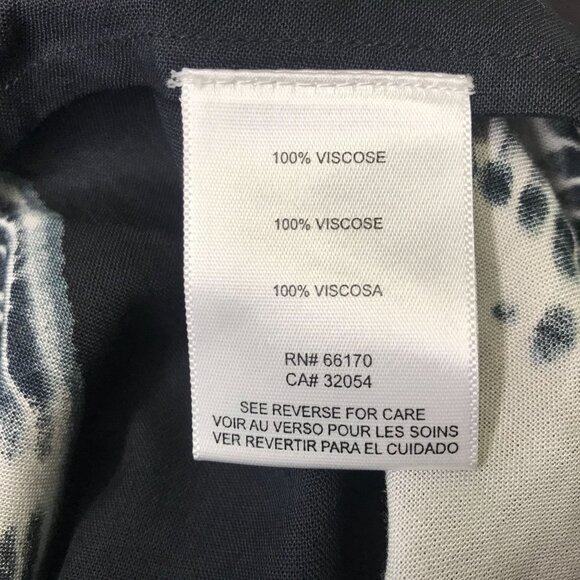 100% VISCOSE
100% VISCOSE
100% VISCOSA
RN# 66170
CA# 32054
SEE REVERSE FOR CARE
VOIR AU VERSO POUR LES SOINS
VER REVERTIR PARA EL CUIDADO